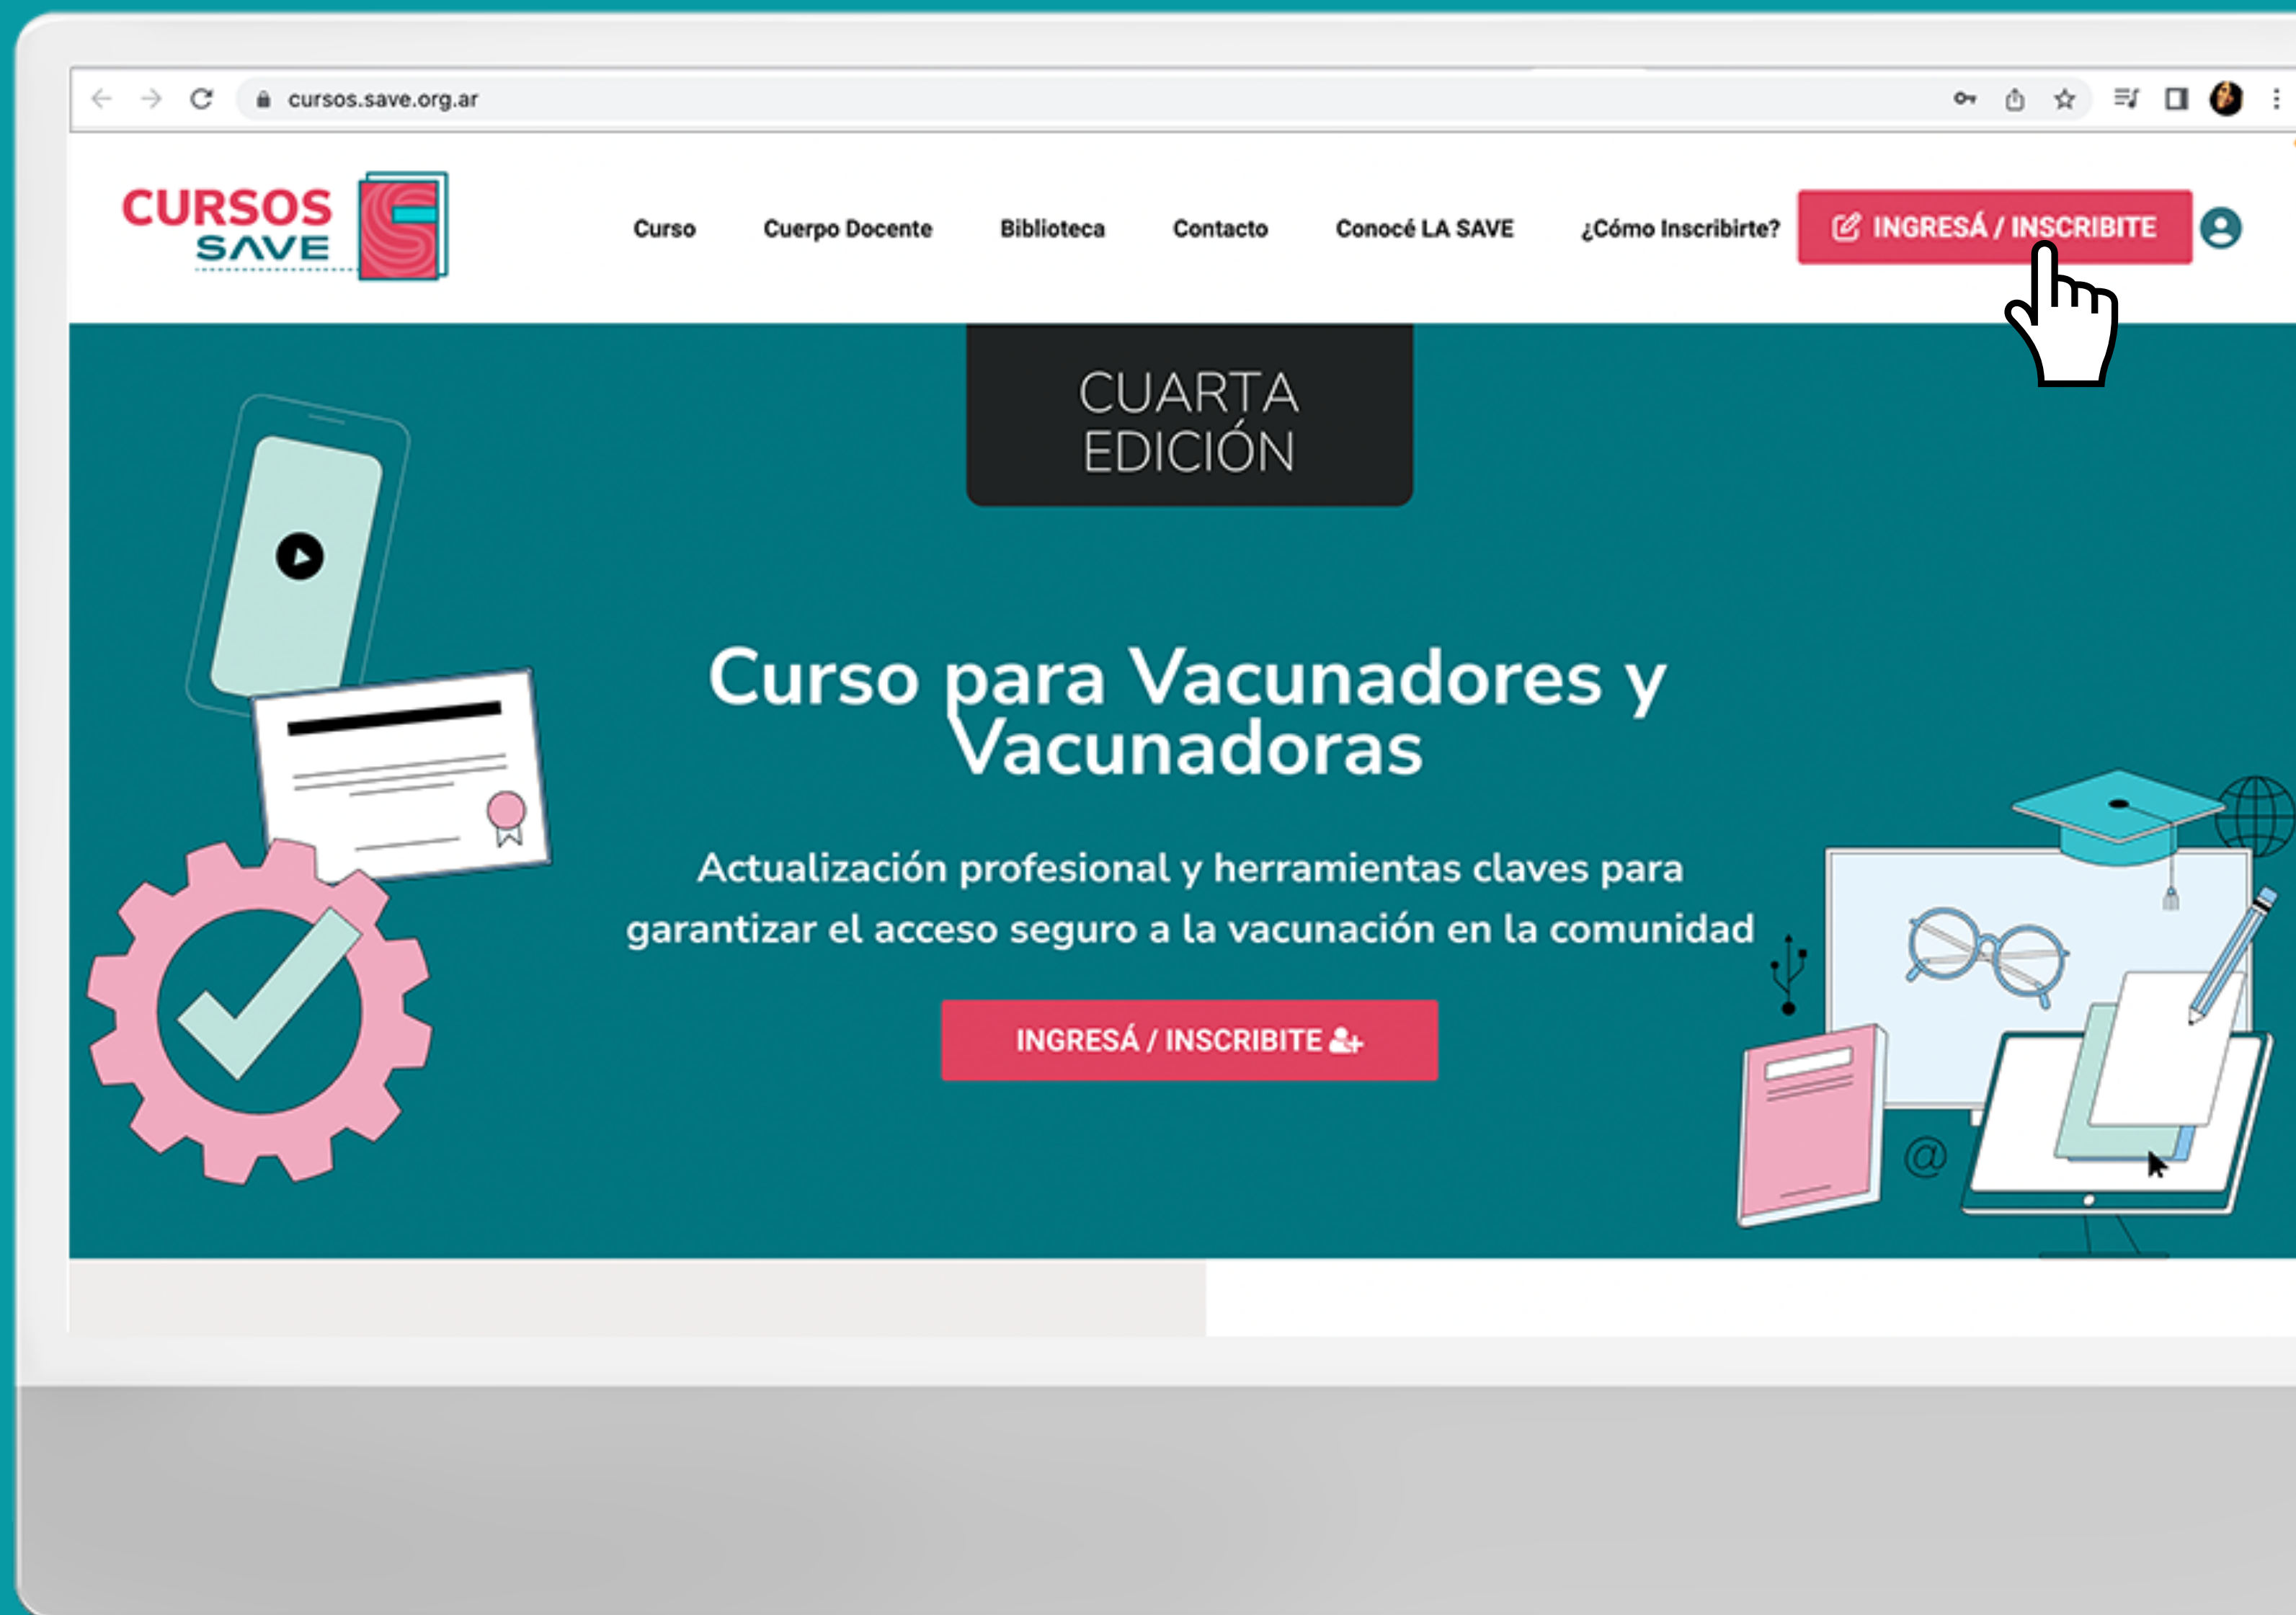 cursos.save.org.ar
CURSOS
SAVE
Curso
Cuerpo Docente
Biblioteca
Contacto
Conocé LA SAVE
¿Cómo Inscribirte?
INGRESÁ / INSCRIBITE
CUARTA
EDICIÓN
Curso para Vacunadores y
Vacunadoras
Actualización profesional y herramientas claves para
garantizar el acceso seguro a la vacunación en la comunidad
INGRESÁ / INSCRIBITE
@